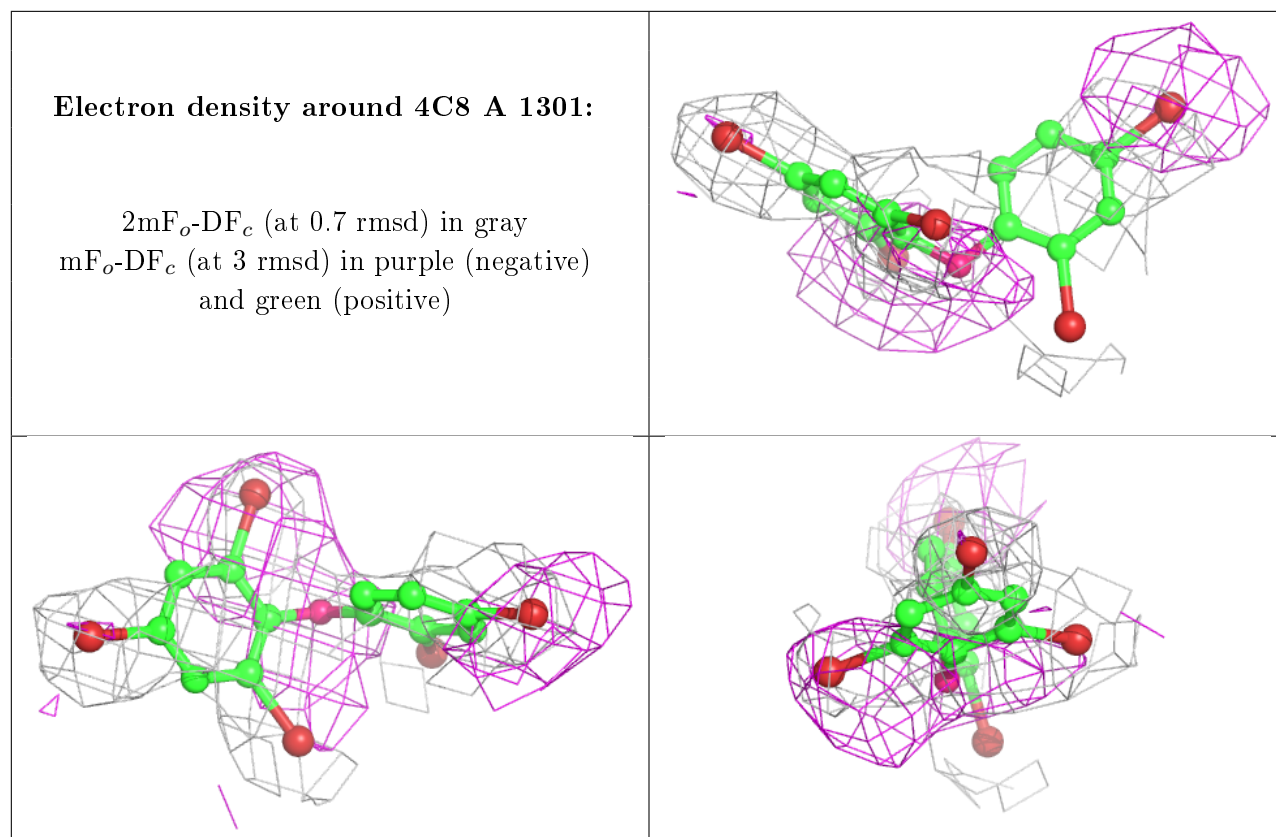 Electron density around 4C8 A 1301:
2mFo-DFc (at 0.7 rmsd) in gray
mFo-DFc (at 3 rmsd) in purple (negative)
and green (positive)